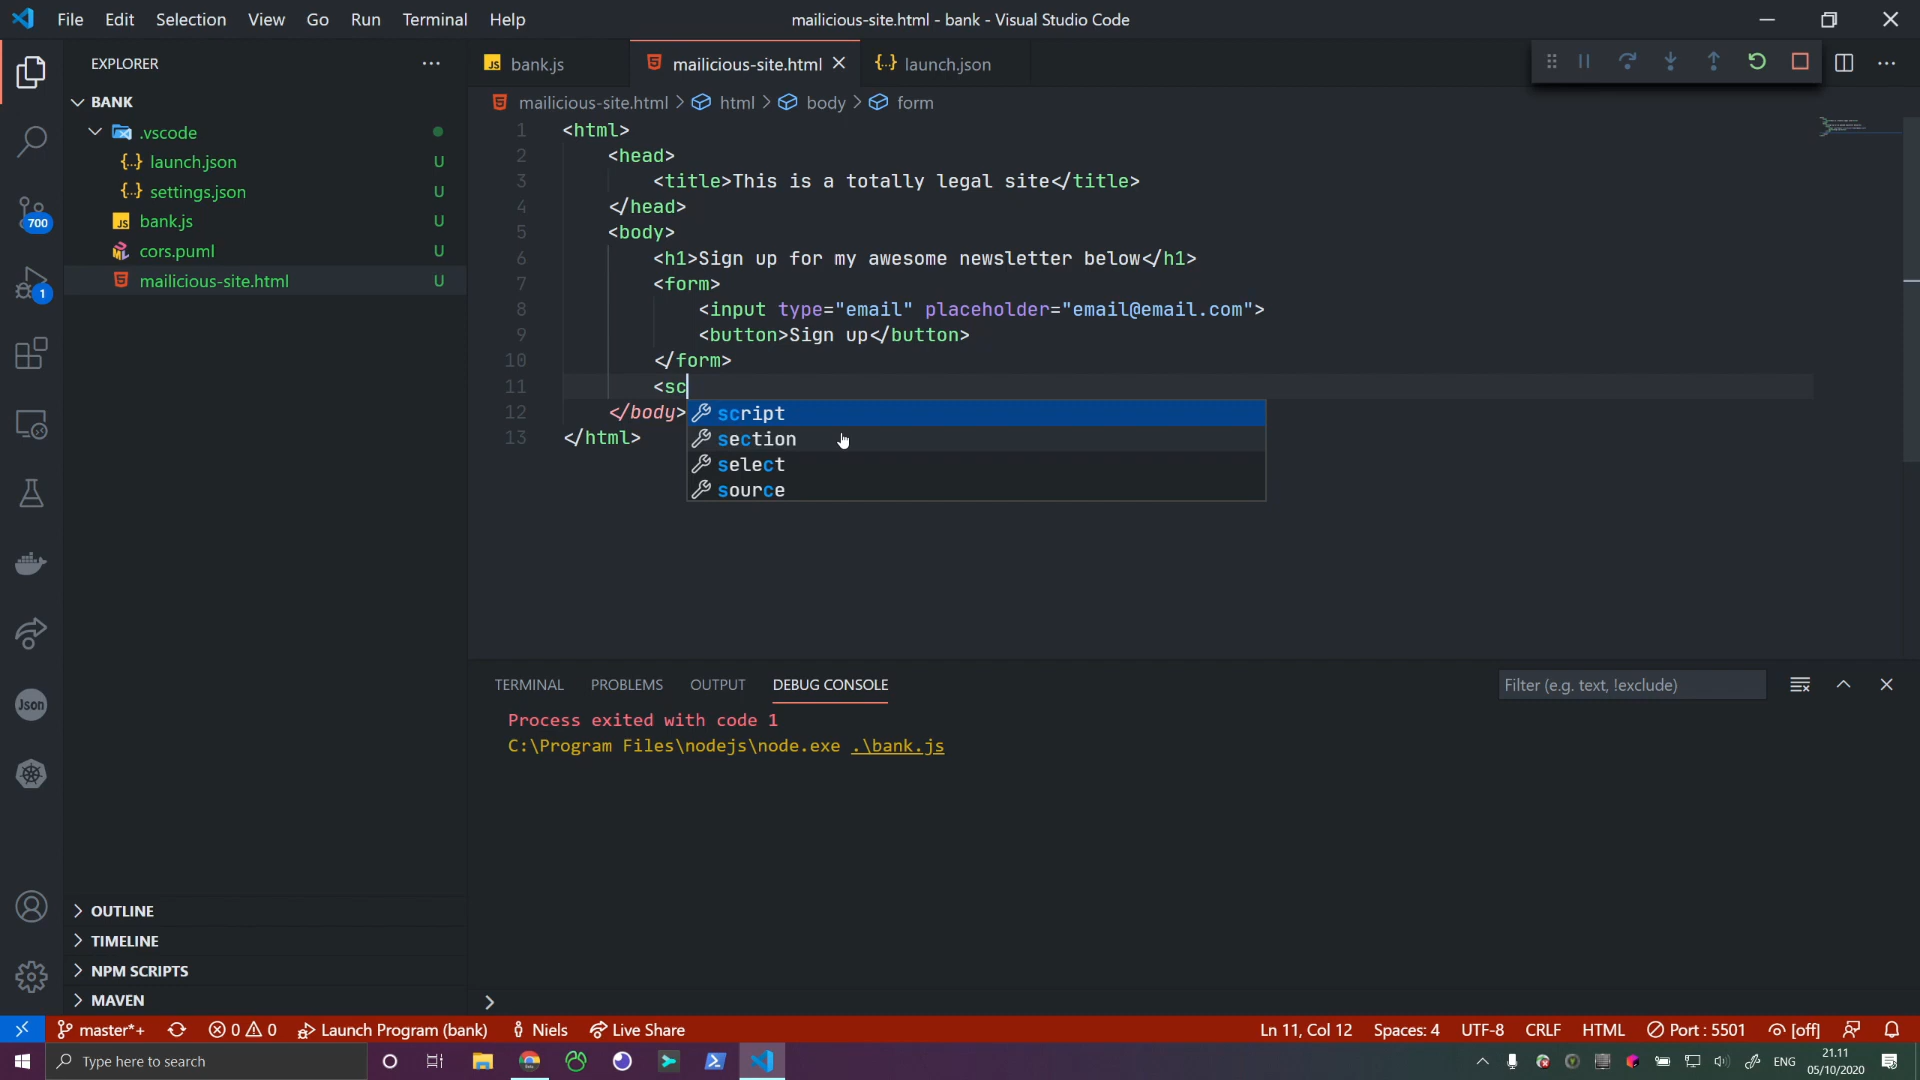 File Edit Selection View Go Run Terminal Help
mailicious-site.html - bank - Visual Studio Code
EXPLORER
BANK
.vscode
{..} launch.json U
{..} settings.json U
JS bank.js U
cors.puml U
mailicious-site.html U
700
1
Json
OUTLINE
TIMELINE
NPM SCRIPTS
MAVEN
JS bank.js mailicious-site.html {..} launch.json
mailicious-site.html > html > body > form
1 <html>
2 <head>
3 <title>This is a totally legal site</title>
4 </head>
5 <body>
6 <h1>Sign up for my awesome newsletter below</h1>
7 <form>
8 <input type="email" placeholder="email@email.com">
9 <button>Sign up</button>
10 </form>
11 <sc
12 </body>
13 </html>
script
section
select
source
TERMINAL PROBLEMS OUTPUT DEBUG CONSOLE
Filter (e.g. text, !exclude)
Process exited with code 1
C:\Program Files\nodejs\node.exe .\bank.js
master*+ 0 0 Launch Program (bank) Niels Live Share
Ln 11, Col 12 Spaces: 4 UTF-8 CRLF HTML Port : 5501 [off]
Type here to search
ENG
21.11
05/10/2020